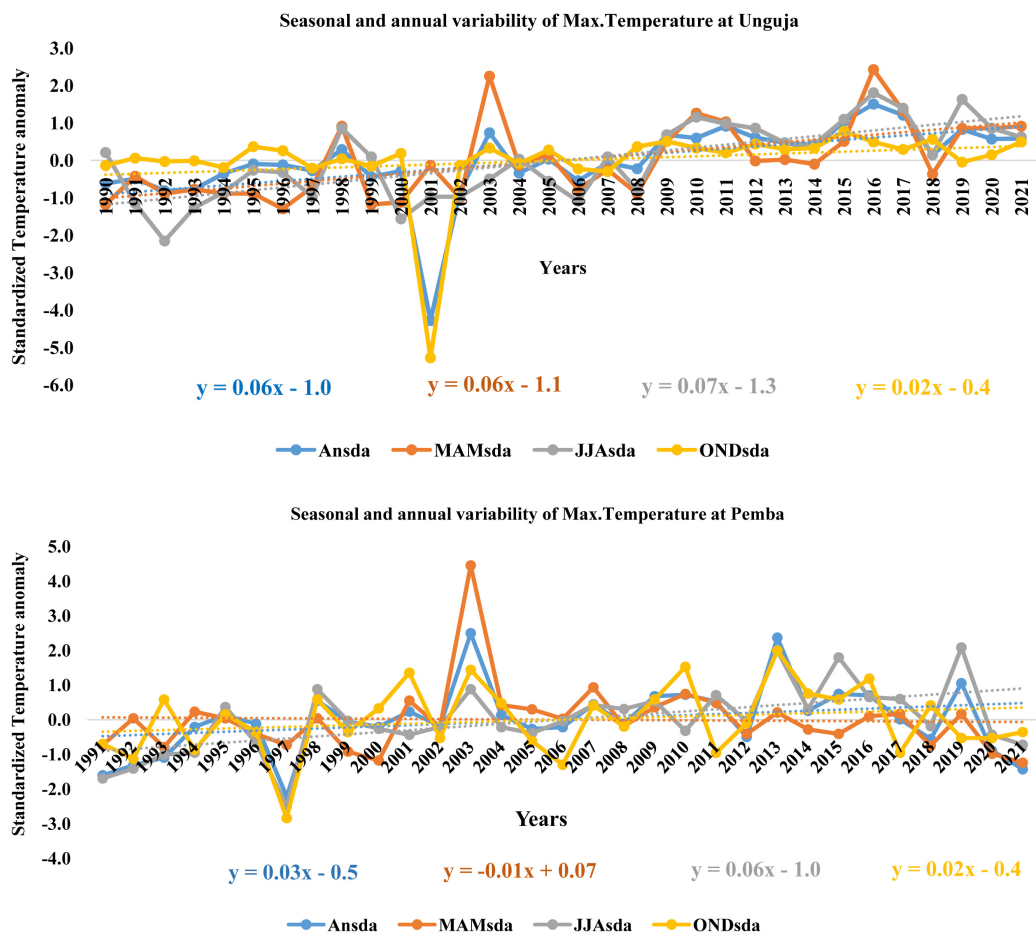 Seasonal and annual variability of Max.Temperature at Unguja
Standardized Temperature anomaly
3.0
2.0
1.0
0.0
-1.0
-2.0
-3.0
-4.0
-5.0
-6.0
1990 1991 1992 1993 1994 1995 1996 1997 1998 1999 2000 2001 2002 2003 2004 2005 2006 2007 2008 2009 2010 2011 2012 2013 2014 2015 2016 2017 2018 2019 2020 2021
Years
y = 0.06x - 1.0 y = 0.06x - 1.1 y = 0.07x - 1.3 y = 0.02x - 0.4
Ansda MAMsda JJAsda ONDsda
Seasonal and annual variability of Max.Temperature at Pemba
Standardized Temperature anomaly
5.0
4.0
3.0
2.0
1.0
0.0
-1.0
-2.0
-3.0
-4.0
1991 1992 1993 1994 1995 1996 1997 1998 1999 2000 2001 2002 2003 2004 2005 2006 2007 2008 2009 2010 2011 2012 2013 2014 2015 2016 2017 2018 2019 2020 2021
Years
y = 0.03x - 0.5 y = -0.01x + 0.07 y = 0.06x - 1.0 y = 0.02x - 0.4
Ansda MAMsda JJAsda ONDsda